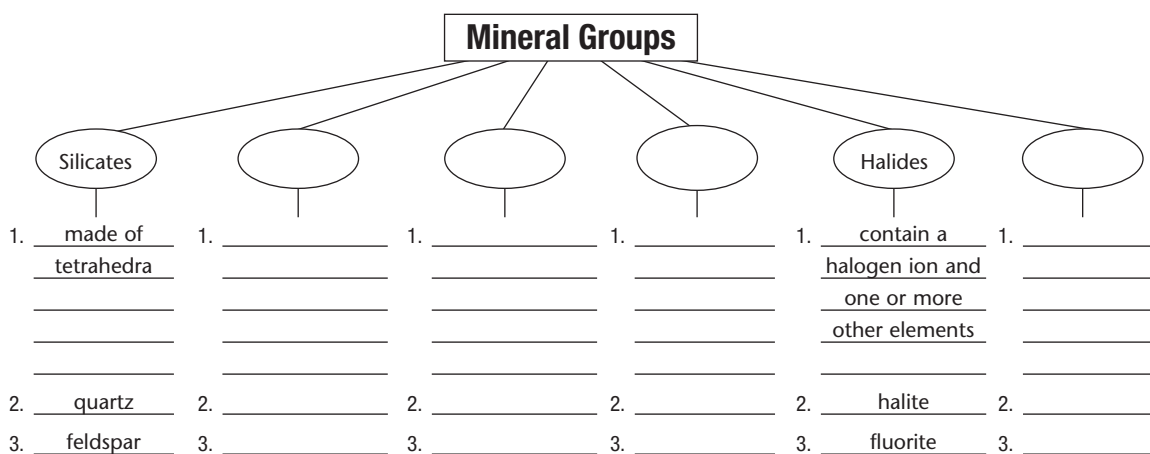 Mineral Groups
Silicates
Halides
1. made of
tetrahedra
2. quartz
3. feldspar
1.
2.
3.
1.
2.
3.
1.
2.
3.
1. contain a
halogen ion and
one or more
other elements
2. halite
3. fluorite
1.
2.
3.